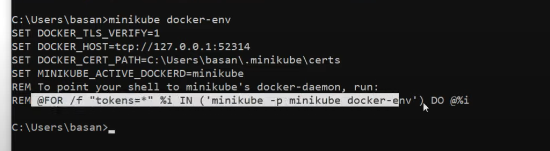 C:\Users\basan>minikube docker-env
SET DOCKER_TLS_VERIFY=1
SET DOCKER_HOST=tcp://127.0.0.1:52314
SET DOCKER_CERT_PATH=C:\Users\basan\.minikube\certs
SET MINIKUBE_ACTIVE_DOCKERD=minikube
REM To point your shell to minikube's docker-daemon, run:
REM @FOR /f "tokens=*" %i IN ('minikube -p minikube docker-env') DO @%i
C:\Users\basan>